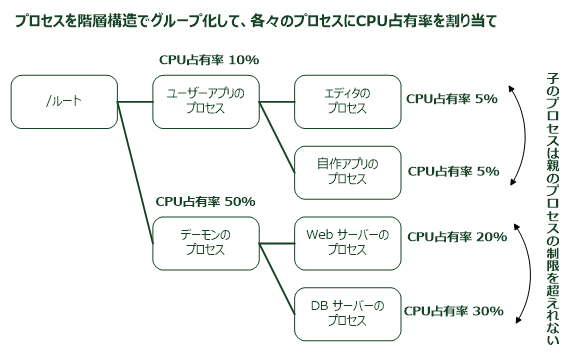 プロセスを階層構造でグループ化して、各々のプロセスにCPU占有率を割り当て
CPU占有率 10%
/ルート
ユーザーアプリの
プロセス
エディタの
プロセス
CPU占有率 5%
自作アプリの
プロセス
CPU占有率 5%
CPU占有率 50%
デーモンの
プロセス
Web サーバーの
プロセス
CPU占有率 20%
DB サーバーの
プロセス
CPU占有率 30%
子のプロセスは親のプロセスの制限を超えれない